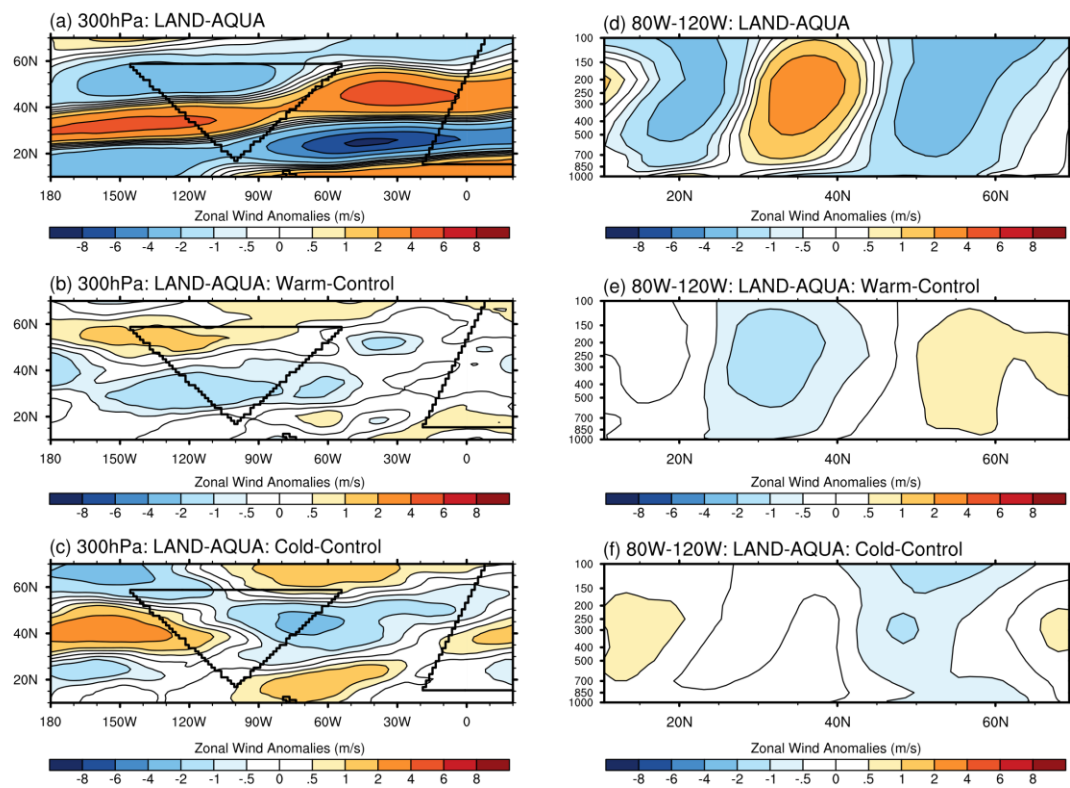 (a) 300hPa: LAND-AQUA
60N
40N
20N
180 150W 120W 90W 60W 30W 0
Zonal Wind Anomalies (m/s)
-8 -6 -4 -2 -1 -.5 0 .5 1 2 4 6 8
(b) 300hPa: LAND-AQUA: Warm-Control
60N
40N
20N
180 150W 120W 90W 60W 30W 0
Zonal Wind Anomalies (m/s)
-8 -6 -4 -2 -1 -.5 0 .5 1 2 4 6 8
(c) 300hPa: LAND-AQUA: Cold-Control
60N
40N
20N
180 150W 120W 90W 60W 30W 0
Zonal Wind Anomalies (m/s)
-8 -6 -4 -2 -1 -.5 0 .5 1 2 4 6 8
(d) 80W-120W: LAND-AQUA
100
150
200
250
300
400
500
700
850
1000
20N 40N 60N
Zonal Wind Anomalies (m/s)
-8 -6 -4 -2 -1 -.5 0 .5 1 2 4 6 8
(e) 80W-120W: LAND-AQUA: Warm-Control
100
150
200
250
300
400
500
700
850
1000
20N 40N 60N
Zonal Wind Anomalies (m/s)
-8 -6 -4 -2 -1 -.5 0 .5 1 2 4 6 8
(f) 80W-120W: LAND-AQUA: Cold-Control
100
150
200
250
300
400
500
700
850
1000
20N 40N 60N
Zonal Wind Anomalies (m/s)
-8 -6 -4 -2 -1 -.5 0 .5 1 2 4 6 8